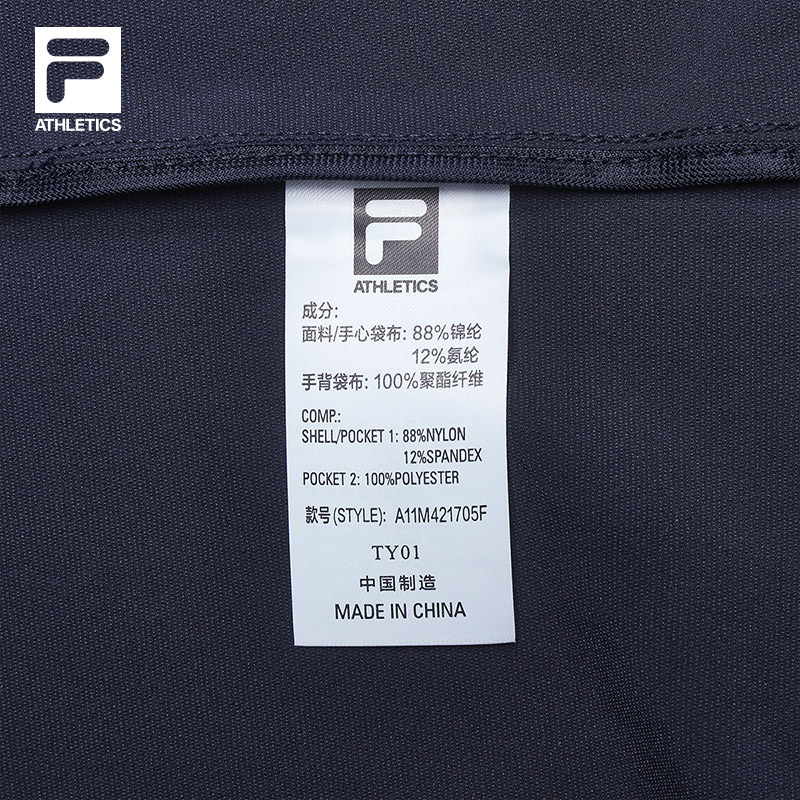 ATHLETICS
ATHLETICS
成分:
面料/手心袋布: 88%锦纶
12%氨纶
手背袋布: 100%聚酯纤维
COMP.:
SHELL/POCKET 1: 88%NYLON
12%SPANDEX
POCKET 2: 100%POLYESTER
款号(STYLE): A11M421705F
TY01
中国制造
MADE IN CHINA